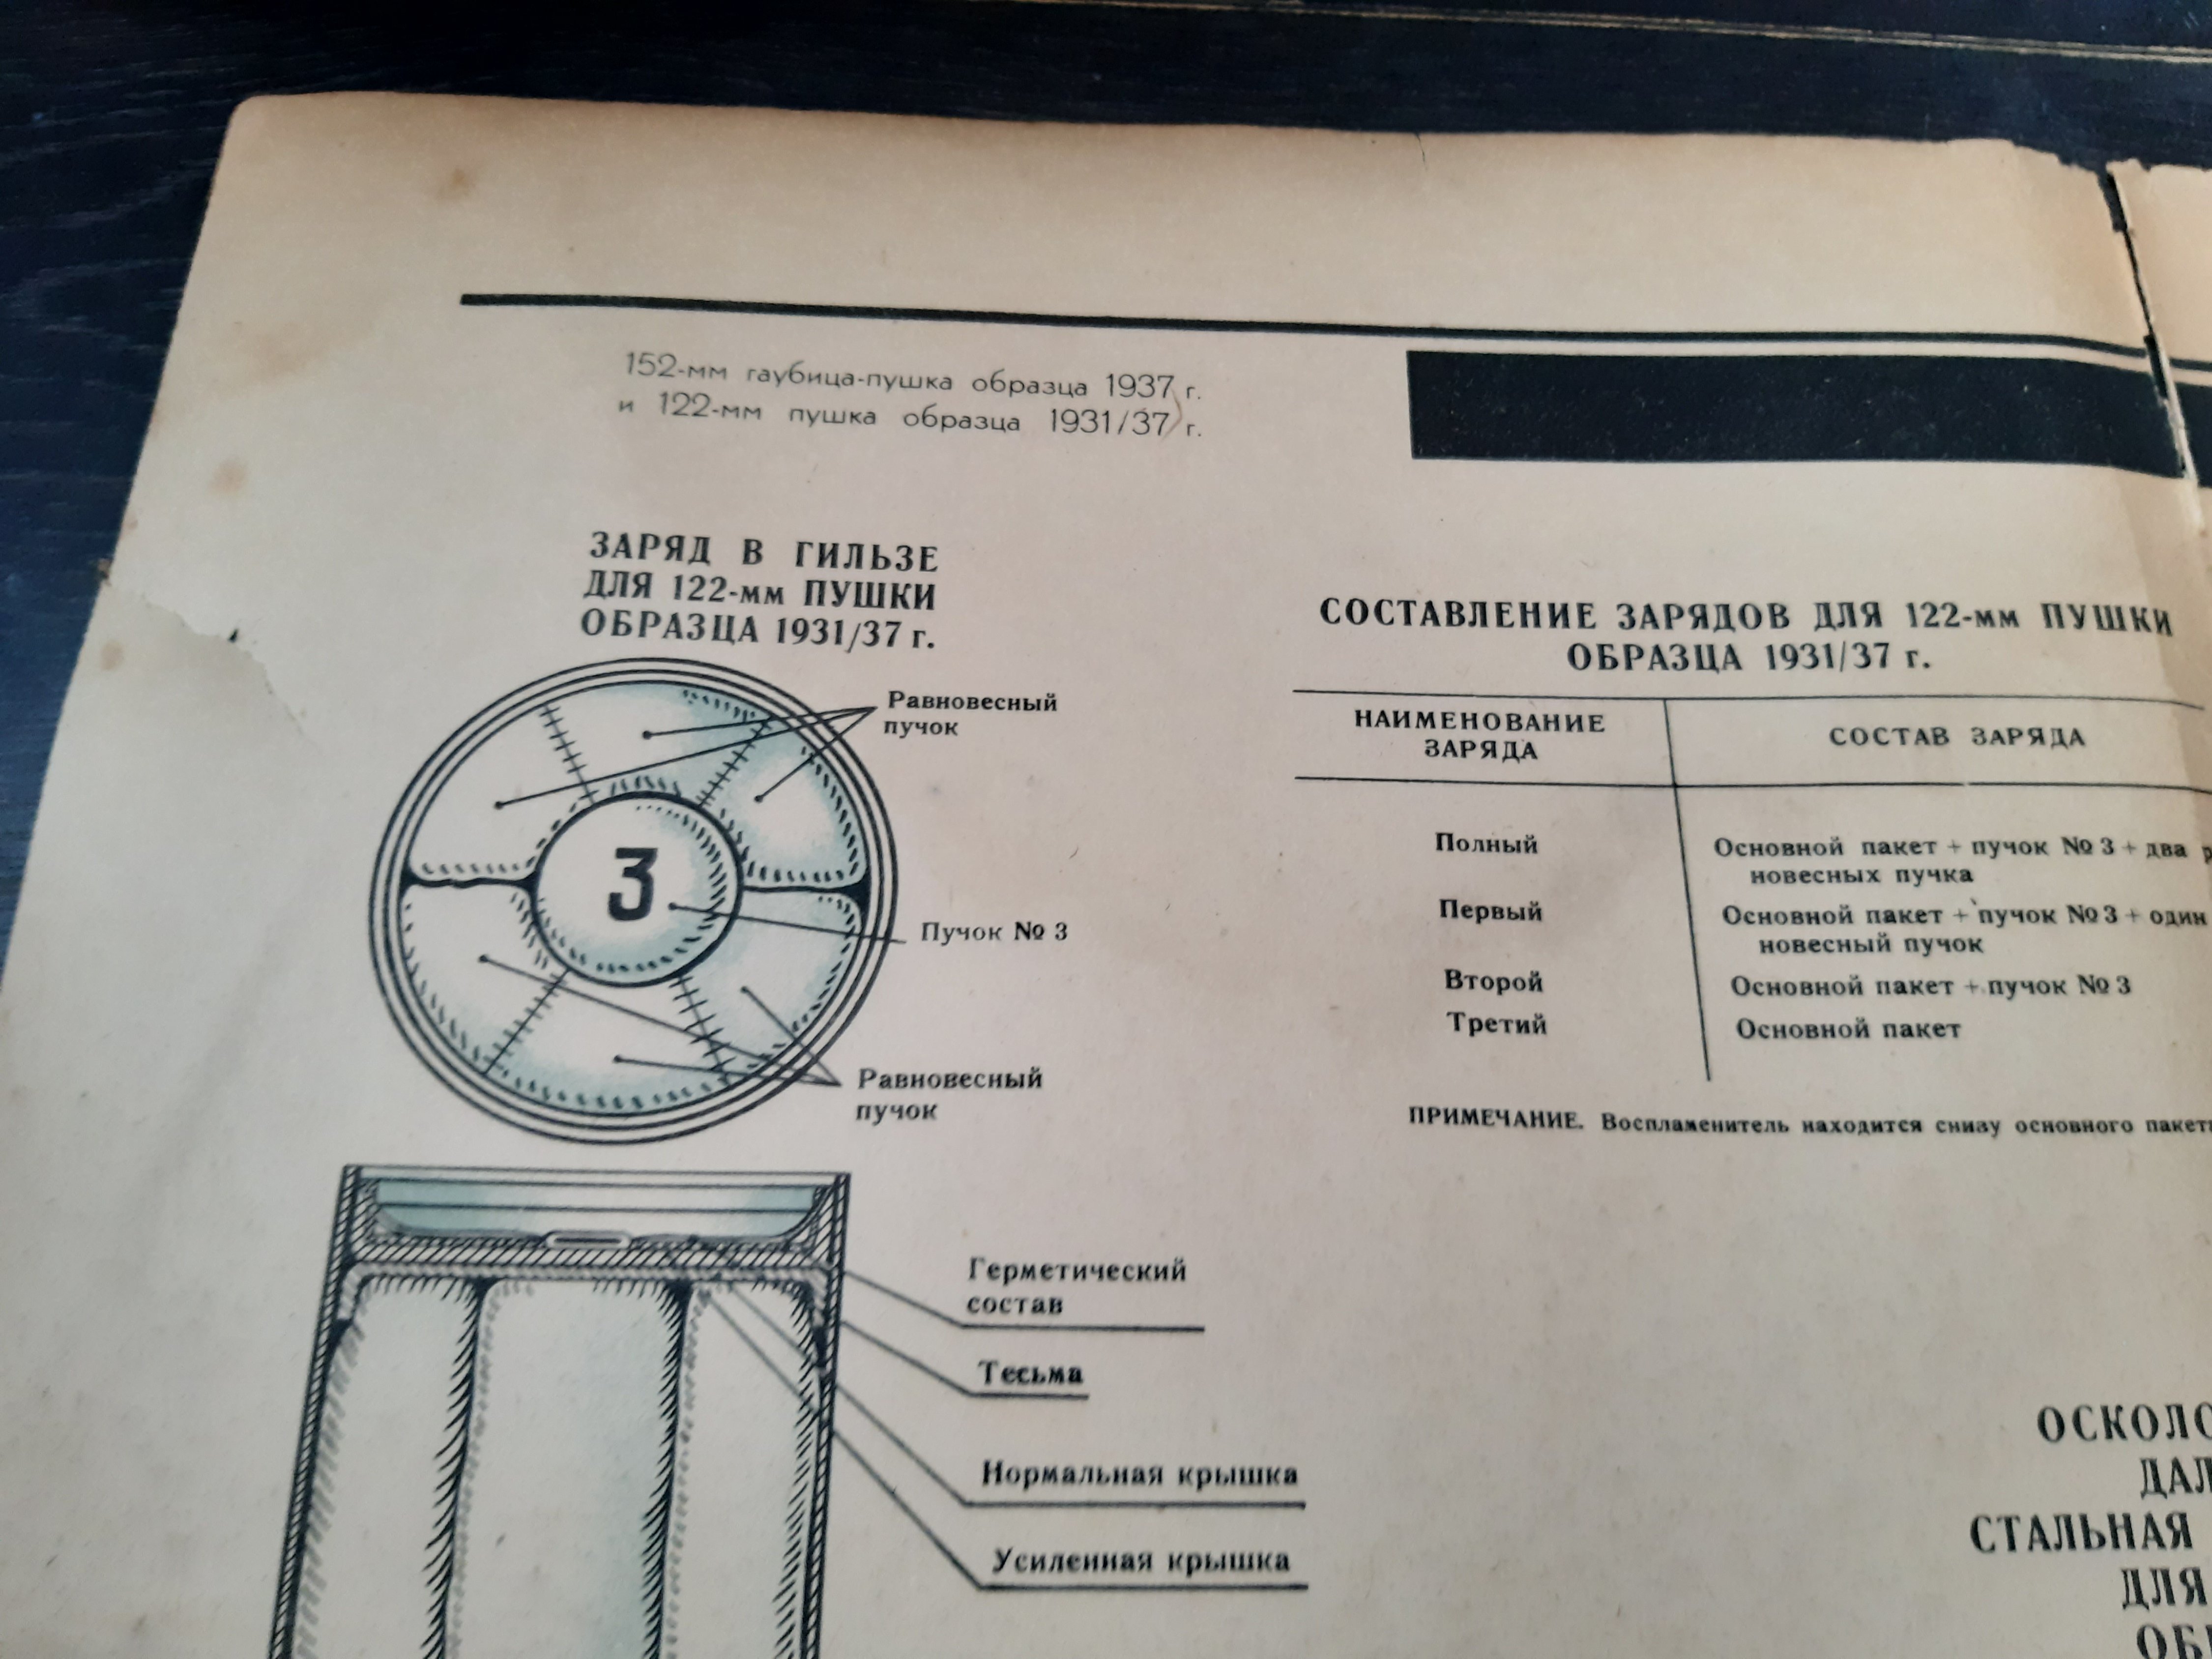 152-мм гаубица-пушка образца 1937 г.
и 122-мм пушка образца 1931/37 г.
ЗАРЯД В ГИЛЬЗЕ
ДЛЯ 122-мм ПУШКИ
ОБРАЗЦА 1931/37 г.
Равновесный
пучок
3
Пучок № 3
Равновесный
пучок
Герметический
состав
Тесьма
Нормальная крышка
Усиленная крышка
СОСТАВЛЕНИЕ ЗАРЯДОВ ДЛЯ 122-мм ПУШКИ
ОБРАЗЦА 1931/37 г.
НАИМЕНОВАНИЕ
ЗАРЯДА
СОСТАВ ЗАРЯДА
Полный
Основной пакет + пучок № 3 + два
новесных пучка
Первый
Основной пакет + пучок № 3 + один
новесный пучок
Второй
Основной пакет + пучок № 3
Третий
Основной пакет
ПРИМЕЧАНИЕ. Воспламенитель находится снизу основного
СТАЛЬНАЯ
ДЛЯ